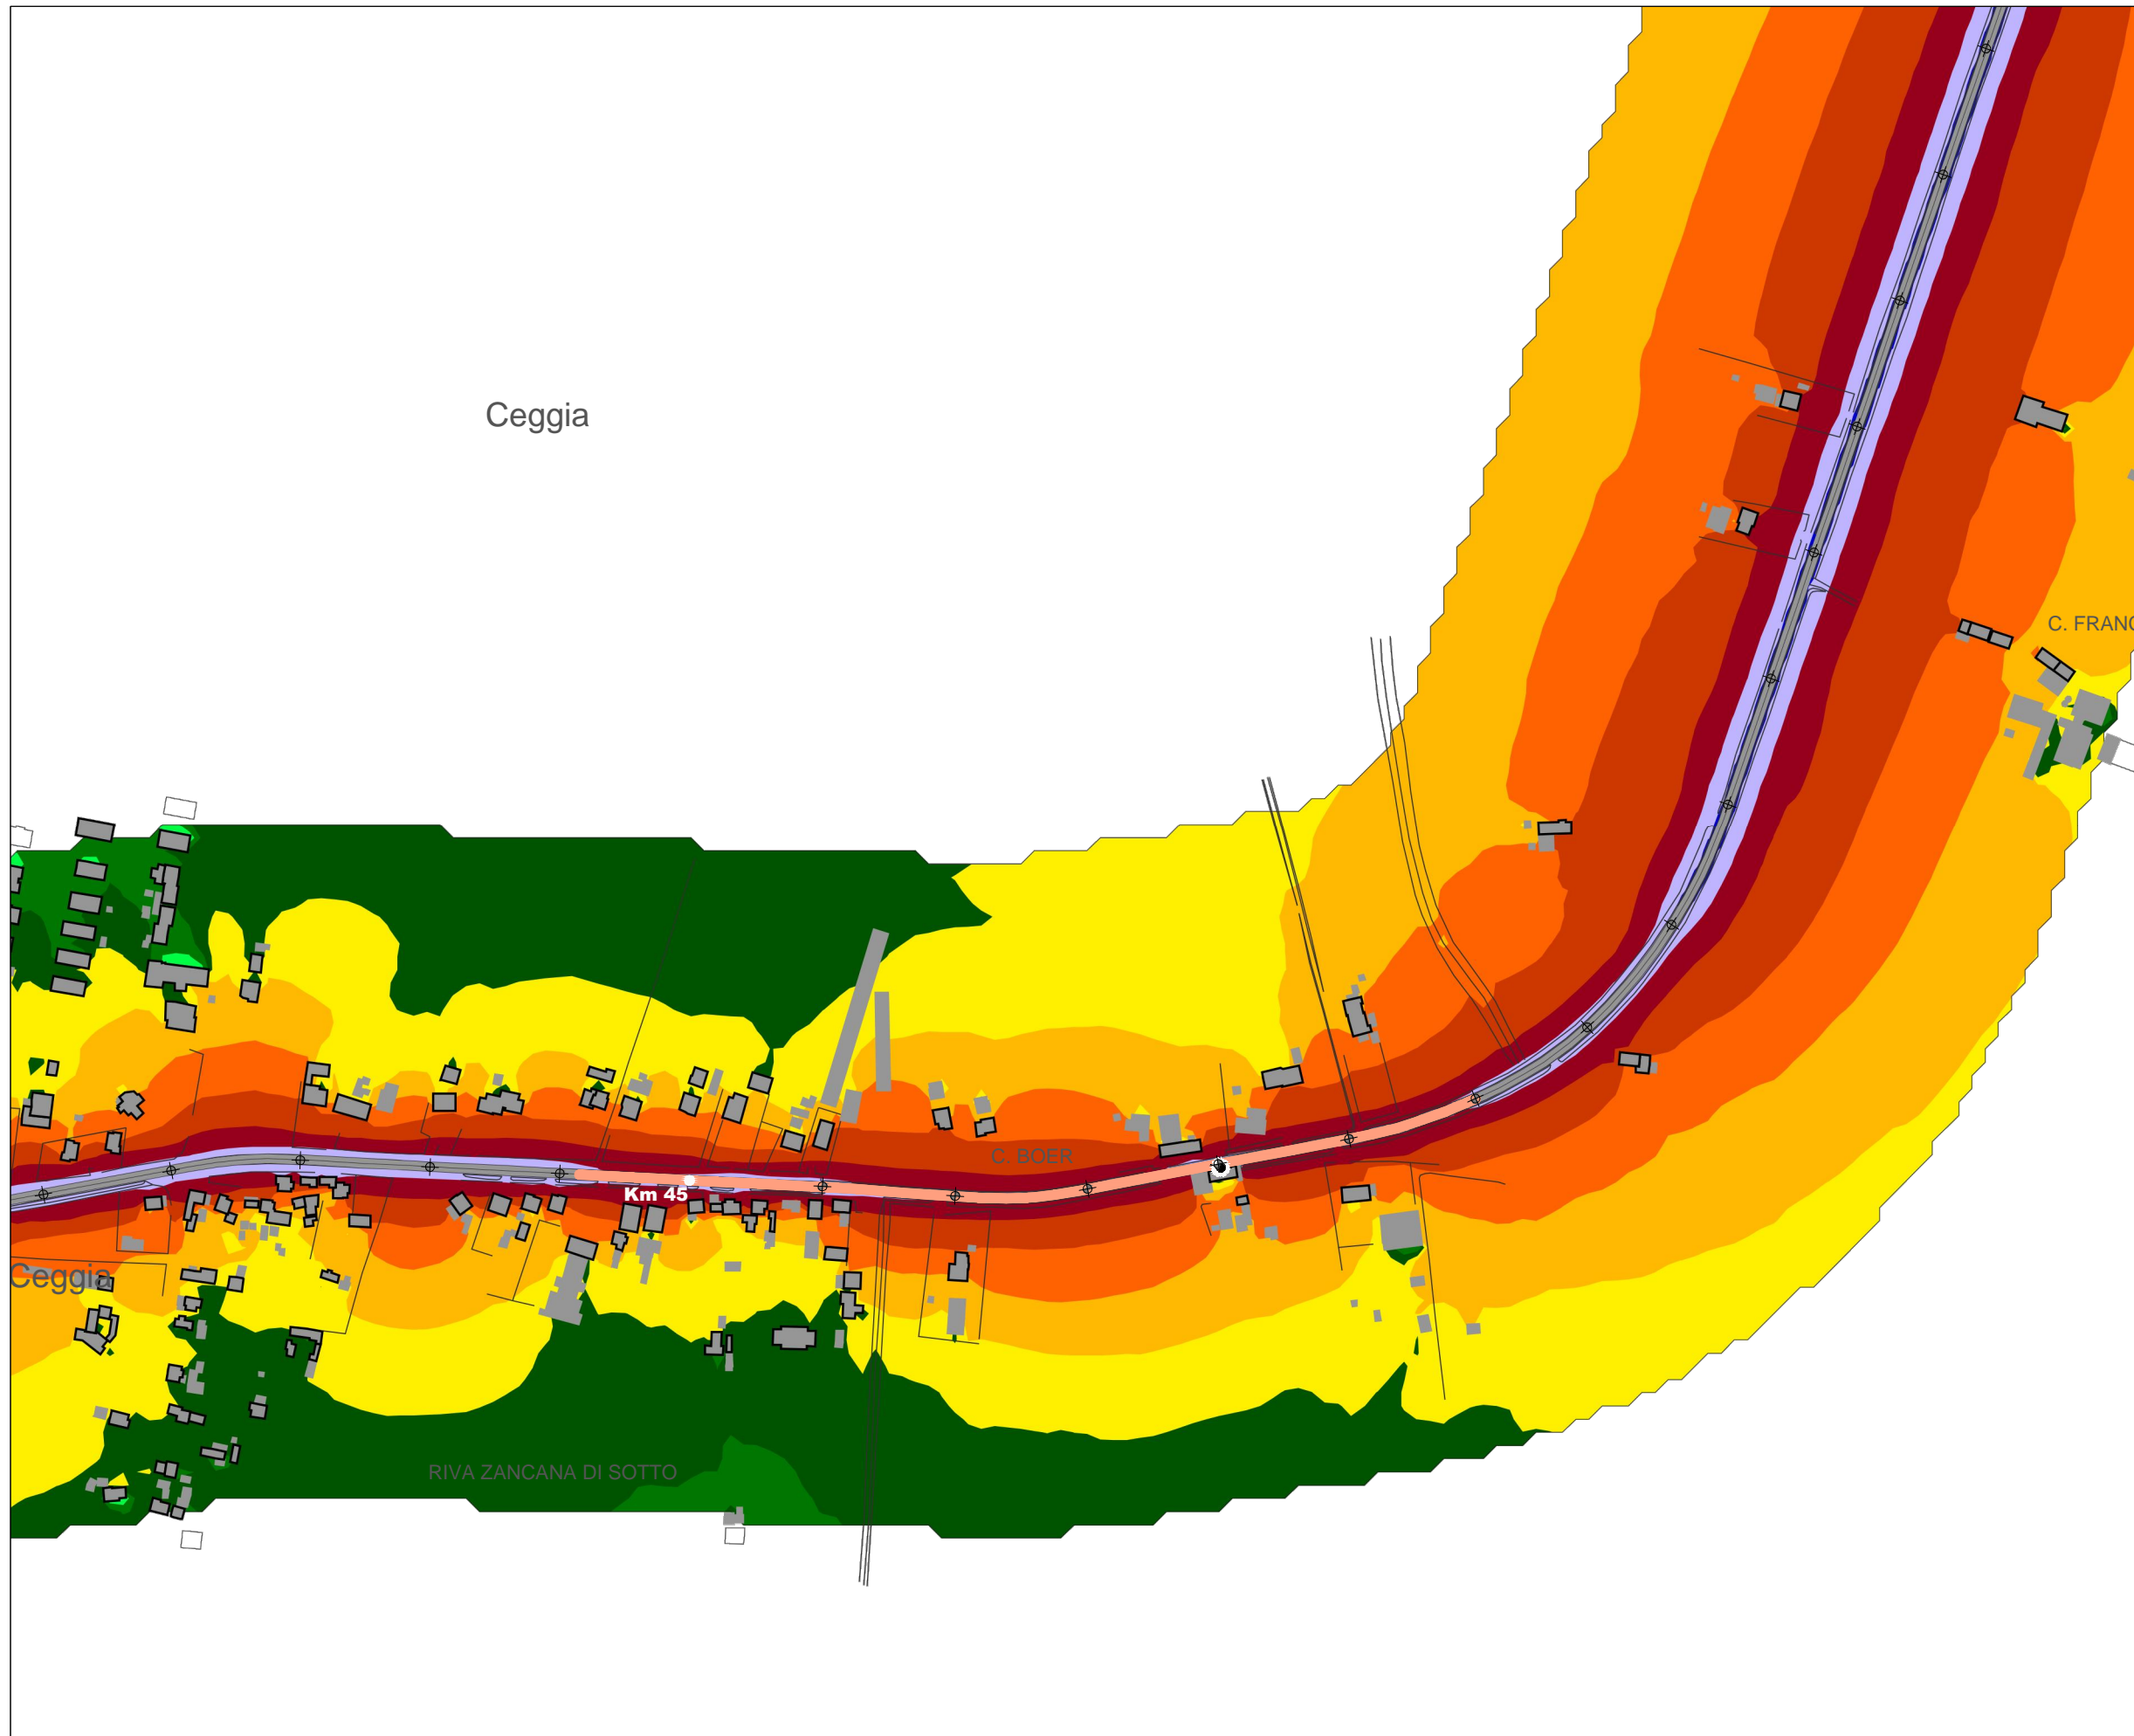 Ceggia
C. FRANC
C. BOER
Km 45
Ceggia
RIVA ZANCANA DI SOTTO